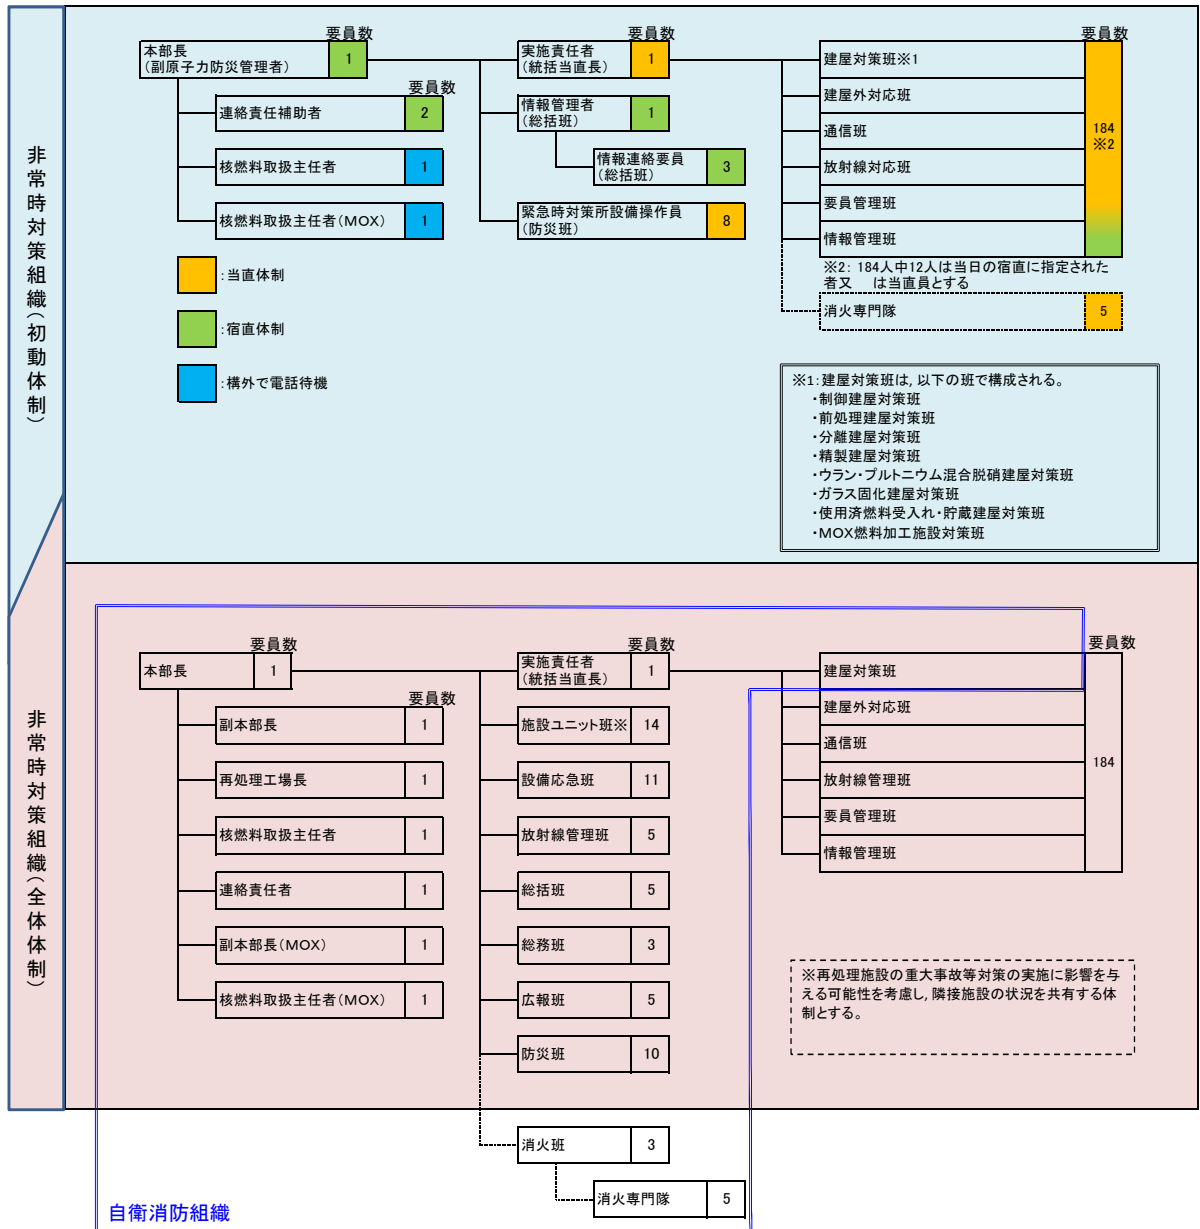 非常時対策組織(初動体制)
要員数
本部長
(副原子力防災管理者)
1
要員数
連絡責任補助者
2
核燃料取扱主任者
1
核燃料取扱主任者(MOX)
1
:当直体制
:宿直体制
:構外で電話待機
要員数
実施責任者
(統括当直長)
1
情報管理者
(総括班)
1
情報連絡要員
(総括班)
3
緊急時対策所設備操作員
(防災班)
8
要員数
建屋対策班※1
建屋外対応班
通信班
放射線対応班
要員管理班
情報管理班
184
※2
※2: 184人中12人は当日の宿直に指定された
者又 は当直員とする
消火専門隊
5
※1:建屋対策班は, 以下の班で構成される。
・制御建屋対策班
・前処理建屋対策班
・分離建屋対策班
・精製建屋対策班
・ウラン・プルトニウム混合脱硝建屋対策班
・ガラス固化建屋対策班
・使用済燃料受入れ・貯蔵建屋対策班
・MOX燃料加工施設対策班
非常時対策組織(全体体制)
要員数
本部長
1
要員数
副本部長
1
再処理工場長
1
核燃料取扱主任者
1
連絡責任者
1
副本部長(MOX)
1
核燃料取扱主任者(MOX)
1
要員数
実施責任者
(統括当直長)
1
施設ユニット班※
14
設備応急班
11
放射線管理班
5
総括班
5
総務班
3
広報班
5
防災班
10
消火班
3
消火専門隊
5
要員数
建屋対策班
建屋外対応班
通信班
放射線管理班
要員管理班
情報管理班
184
※再処理施設の重大事故等対策の実施に影響を与
える可能性を考慮し, 隣接施設の状況を共有する体
制とする。
自衛消防組織